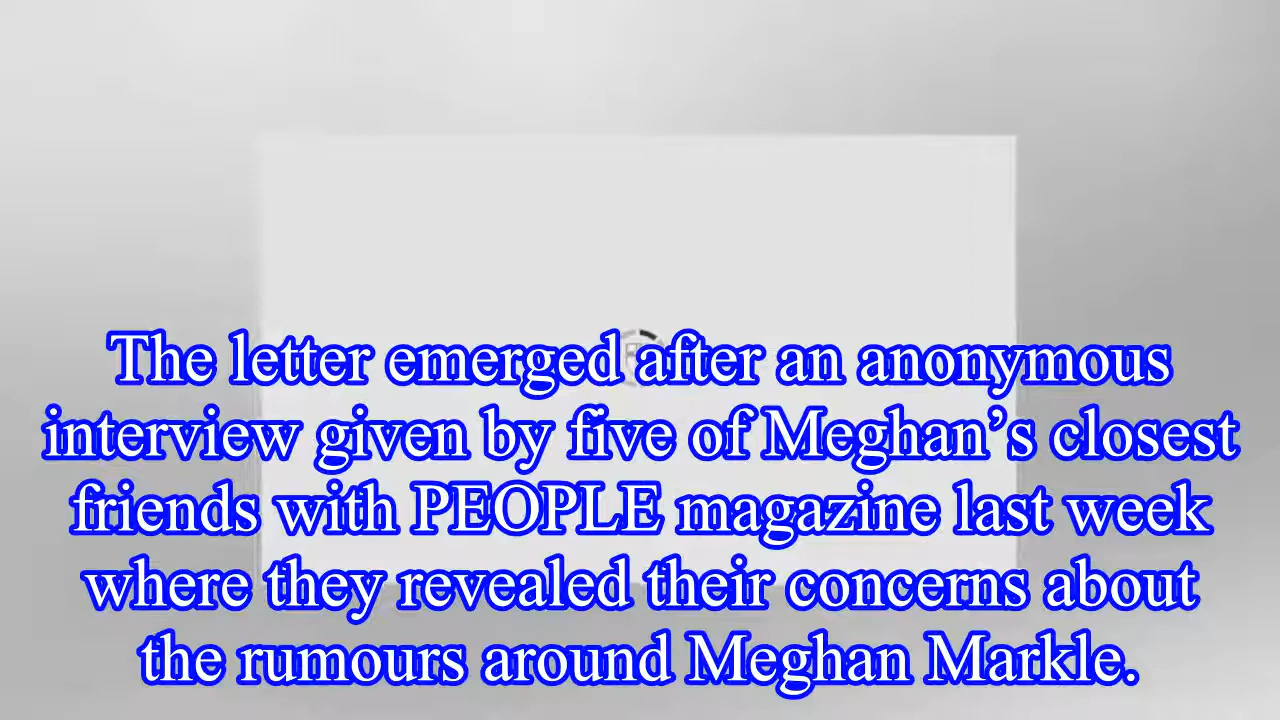 The letter emerged after an anonymous
interview given by five of Meghan’s closest
friends with PEOPLE magazine last week
where they revealed their concerns about
the rumours around Meghan Markle.